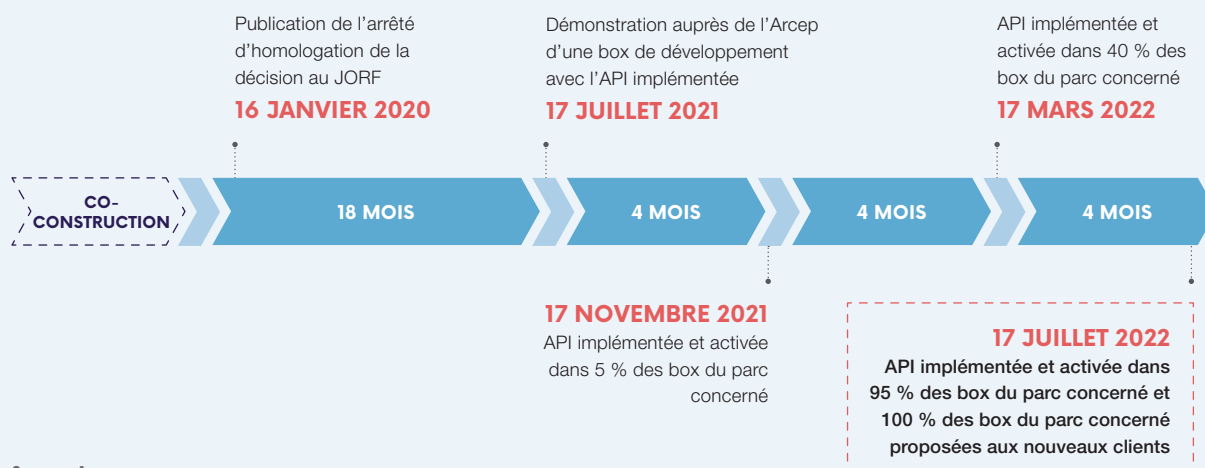 Publication de l'arrêté
d'homologation de la
décision au JORF
16 JANVIER 2020
Démonstration auprès de l'Arcep
d'une box de développement
avec l'API implémentée
17 JUILLET 2021
API implémentée et
activée dans 40 % des
box du parc concerné
17 MARS 2022
CO-
CONSTRUCTION
18 MOIS
4 MOIS
4 MOIS
4 MOIS
17 NOVEMBRE 2021
API implémentée et activée
dans 5 % des box du parc
concerné
17 JUILLET 2022
API implémentée et activée dans
95 % des box du parc concerné et
100 % des box du parc concerné
proposées aux nouveaux clients